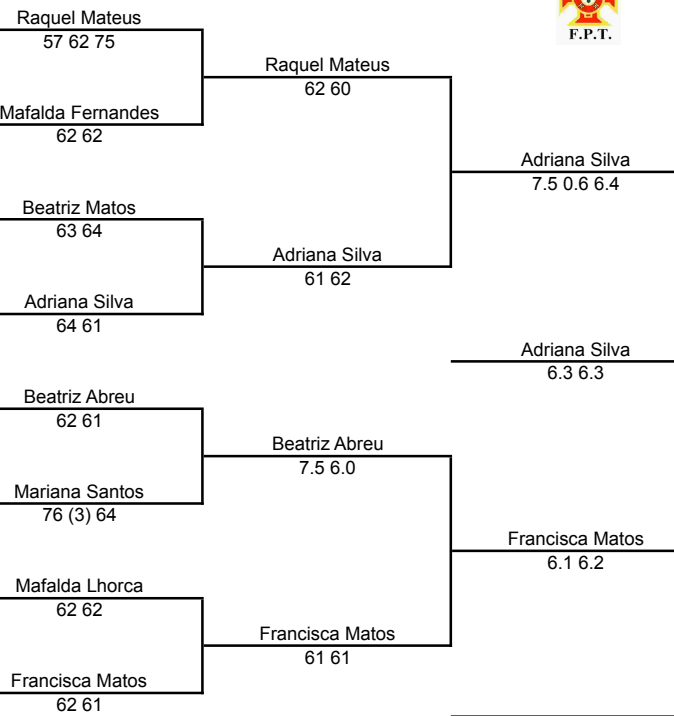 Raquel Mateus
57 62 75
Mafalda Fernandes
62 62
Beatriz Matos
63 64
Adriana Silva
64 61
Beatriz Abreu
62 61
Mariana Santos
76 (3) 64
Mafalda Lhorca
62 62
Francisca Matos
62 61
Raquel Mateus
62 60
Adriana Silva
61 62
Beatriz Abreu
7.5 6.0
Francisca Matos
61 61
F.P.T.
Adriana Silva
7.5 0.6 6.4
Adriana Silva
6.3 6.3
Francisca Matos
6.1 6.2